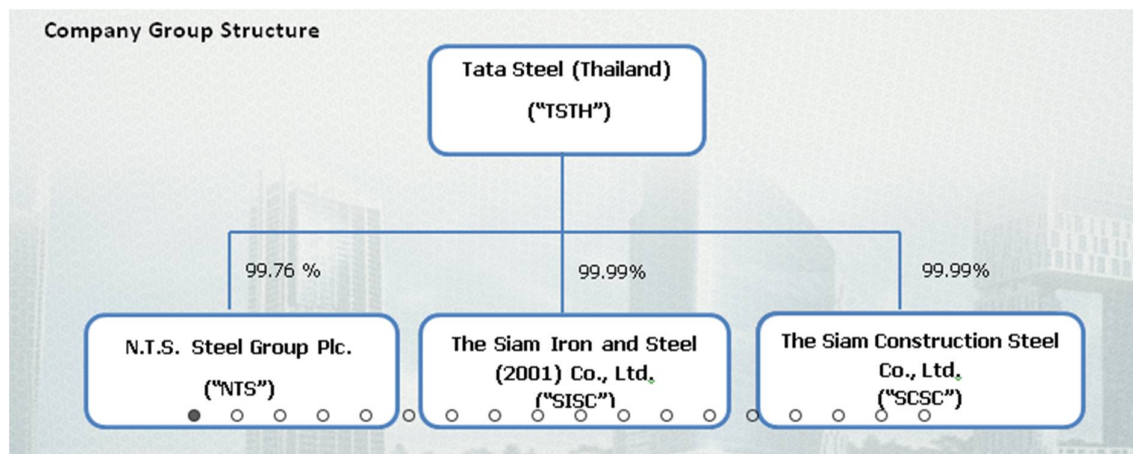 Company Group Structure
Tata Steel (Thailand)
("TSTH")
99.76 %
99.99%
99.99%
N.T.S. Steel Group Plc.
("NTS")
The Siam Iron and Steel
(2001) Co., Ltd.
("SISC")
The Siam Construction Steel
Co., Ltd.
("SCSC")